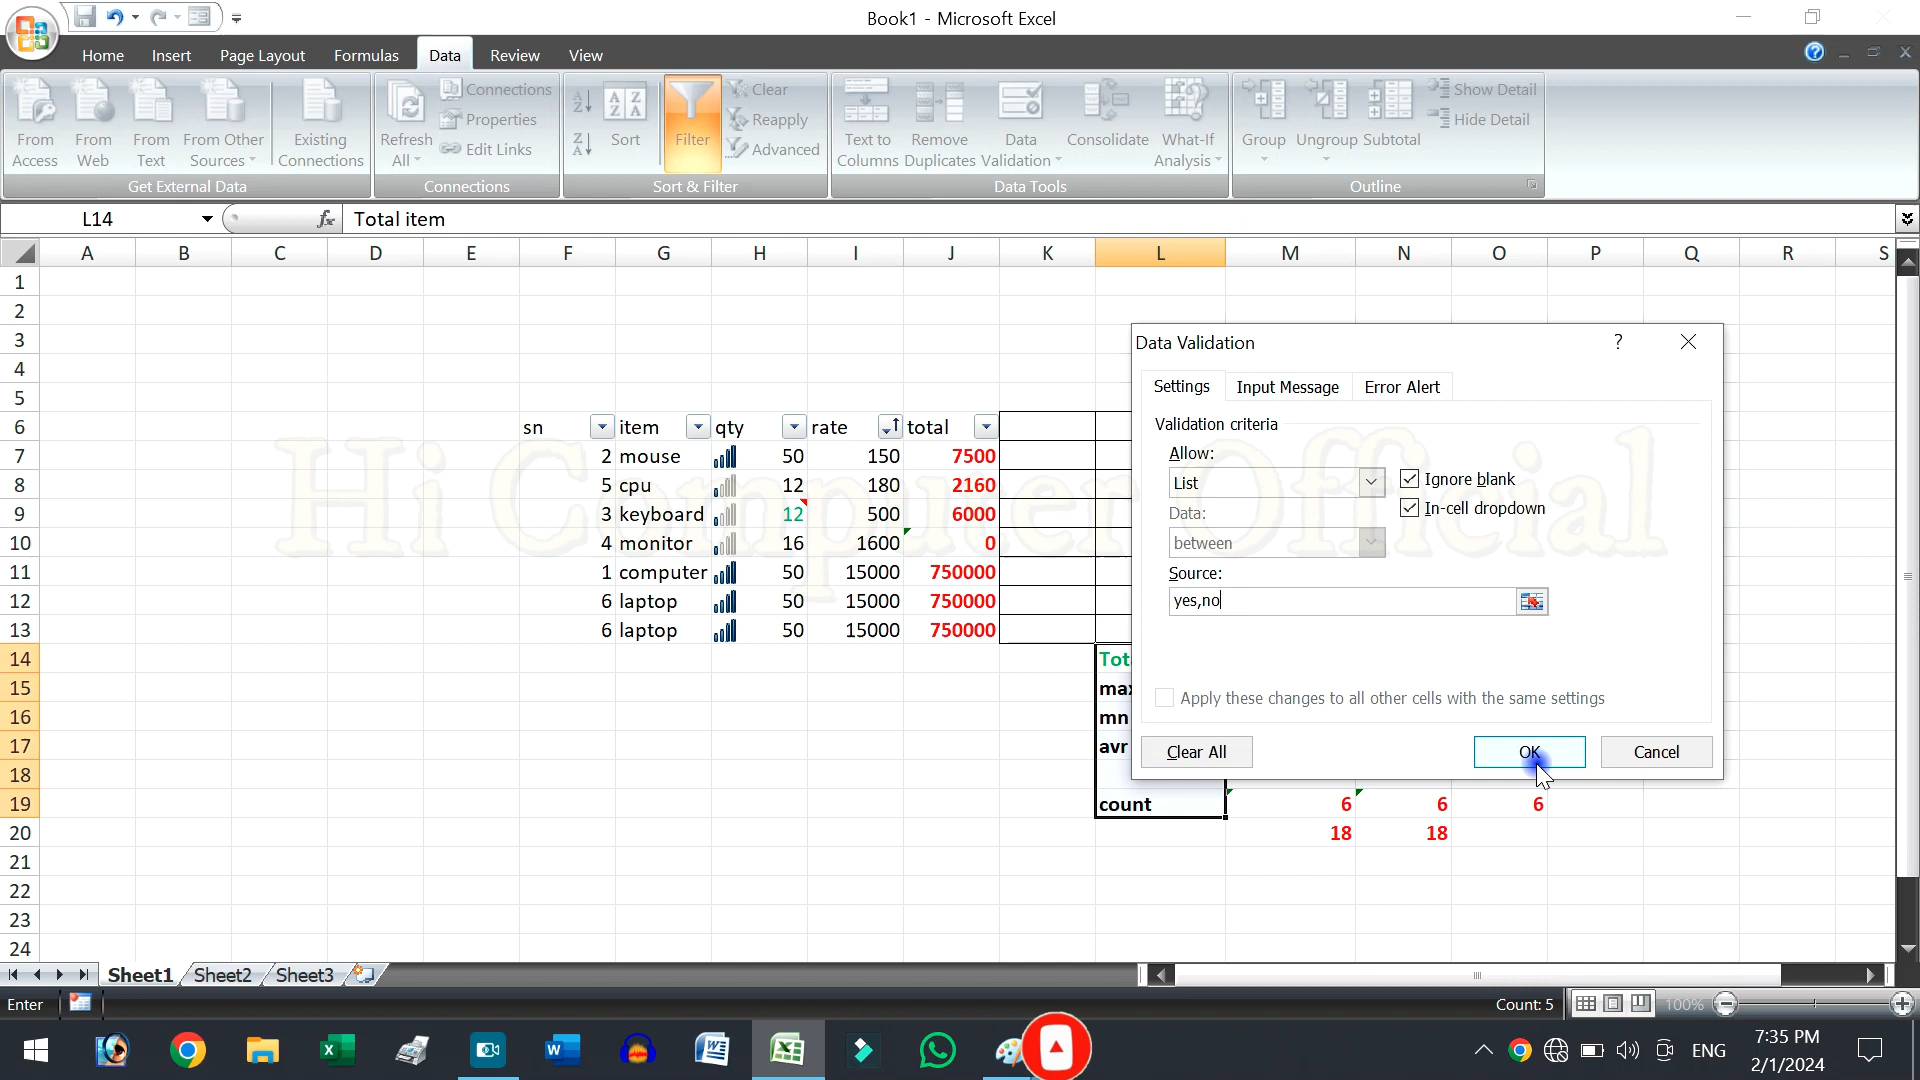 Book1 - Microsoft Excel
Home Insert Page Layout Formulas Data Review View
From Access
From Web
From Text
From Other Sources
Existing Connections
Get External Data
Refresh All
Connections
Properties
Edit Links
Connections
Sort
Filter
Clear
Reapply
Advanced
Sort & Filter
Text to Columns
Remove Duplicates
Data Validation
Consolidate
What-If Analysis
Data Tools
Group
Ungroup
Subtotal
Show Detail
Hide Detail
Outline
L14 fx Total item
A B C D E F G H I J K L M N O P Q R S
1
2
3
4
5
6 sn item qty rate total
7 2 mouse 50 150 7500
8 5 cpu 12 180 2160
9 3 keyboard 12 500 6000
10 4 monitor 16 1600 0
11 1 computer 50 15000 750000
12 6 laptop 50 15000 750000
13 6 laptop 50 15000 750000
14 Tot
15 max
16 mn
17 avr
18
19 count 6 6 6
20 18 18
21
22
23
24
Hi Computer Official
Data Validation ?
Settings Input Message Error Alert
Validation criteria
Allow:
List
Ignore blank
Data:
In-cell dropdown
between
Source:
yes,no
Apply these changes to all other cells with the same settings
Clear All OK Cancel
Sheet1 Sheet2 Sheet3
Enter Count: 5 100%
ENG
7:35 PM
2/1/2024